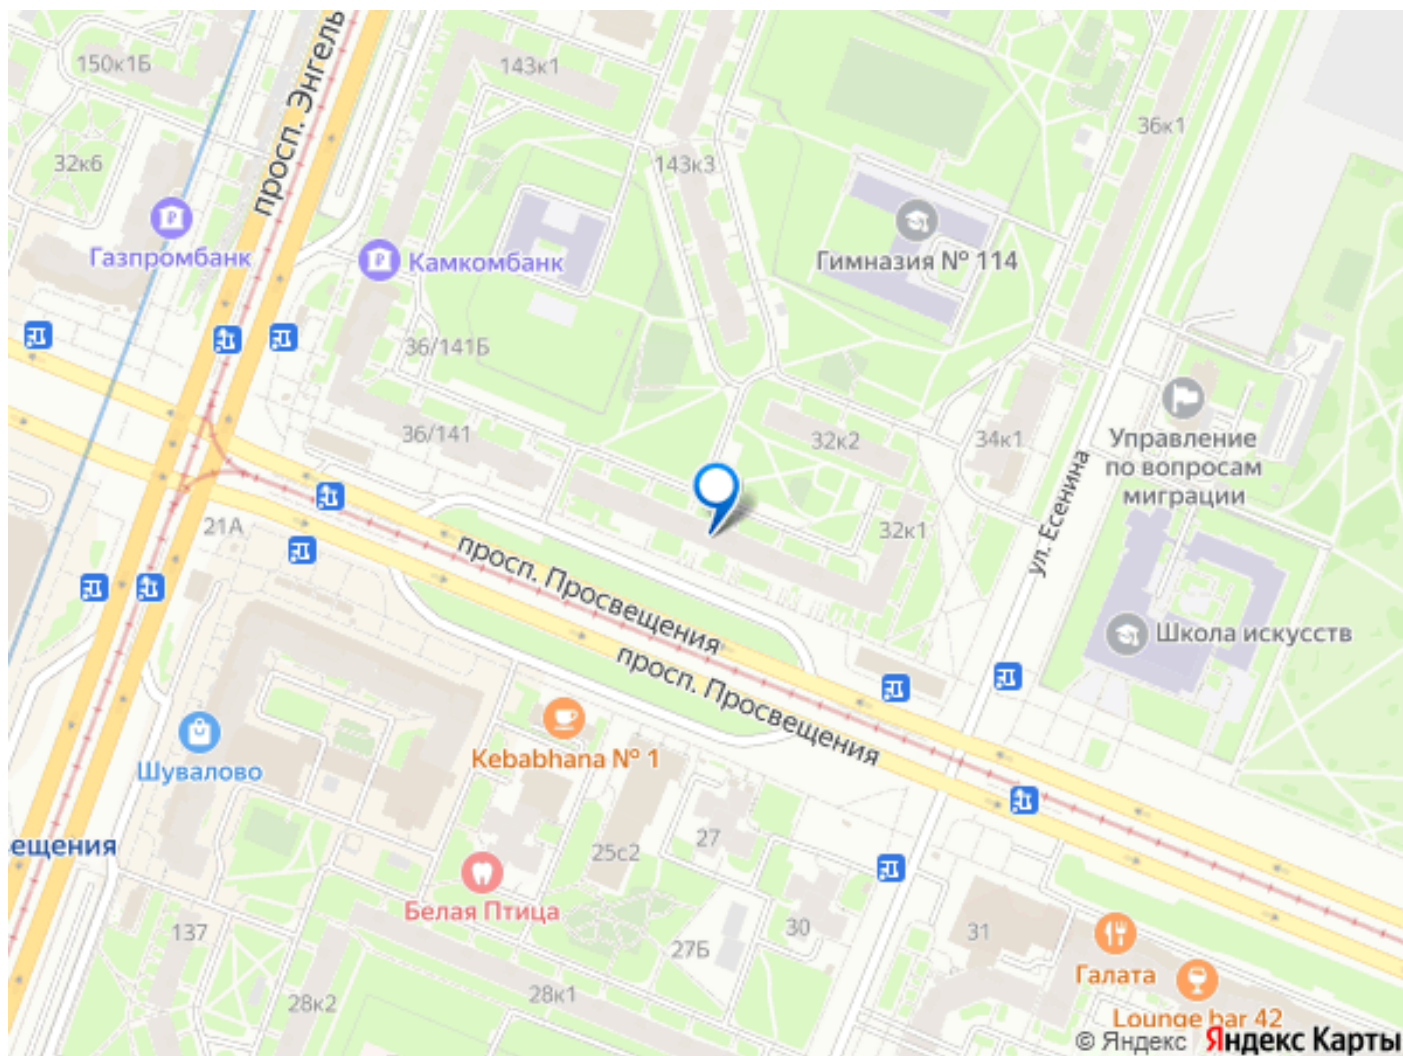 150к1Б
143к1
просп. Энгель
36к1
32к6
143к3
Газпромбанк
Камкомбанк
Гимназия № 114
36/141Б
36/141
32к2
34к1
Управление
по вопросам
миграции
21А
32к1
ул. Есенина
просп. Просвещения
просп. Просвещения
Школа искусств
Шувалово
Kebabhana № 1
ещения
25с2
27
Белая Птица
137
27Б
30
31
Галата
28к2
28к1
Lounge bar 42
© Яндекс Яндекс Карты